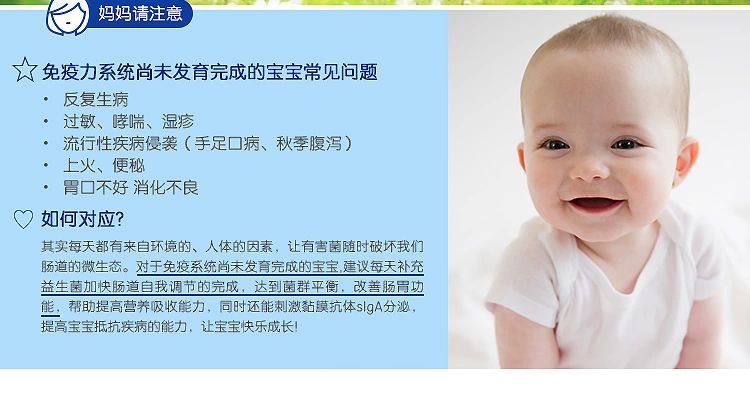 妈妈请注意
免疫力系统尚未发育完成的宝宝常见问题
• 反复生病
• 过敏、哮喘、湿疹
• 流行性疾病侵袭（手足口病、秋季腹泻）
• 上火、便秘
• 胃口不好 消化不良
如何对应?
其实每天都有来自环境的、人体的因素，让有害菌随时破坏我们
肠道的微生态。对于免疫系统尚未发育完成的宝宝,建议每天补充
益生菌加快肠道自我调节的完成，达到菌群平衡，改善肠胃功
能，帮助提高营养吸收能力，同时还能刺激黏膜抗体sIgA分泌，
提高宝宝抵抗疾病的能力，让宝宝快乐成长!